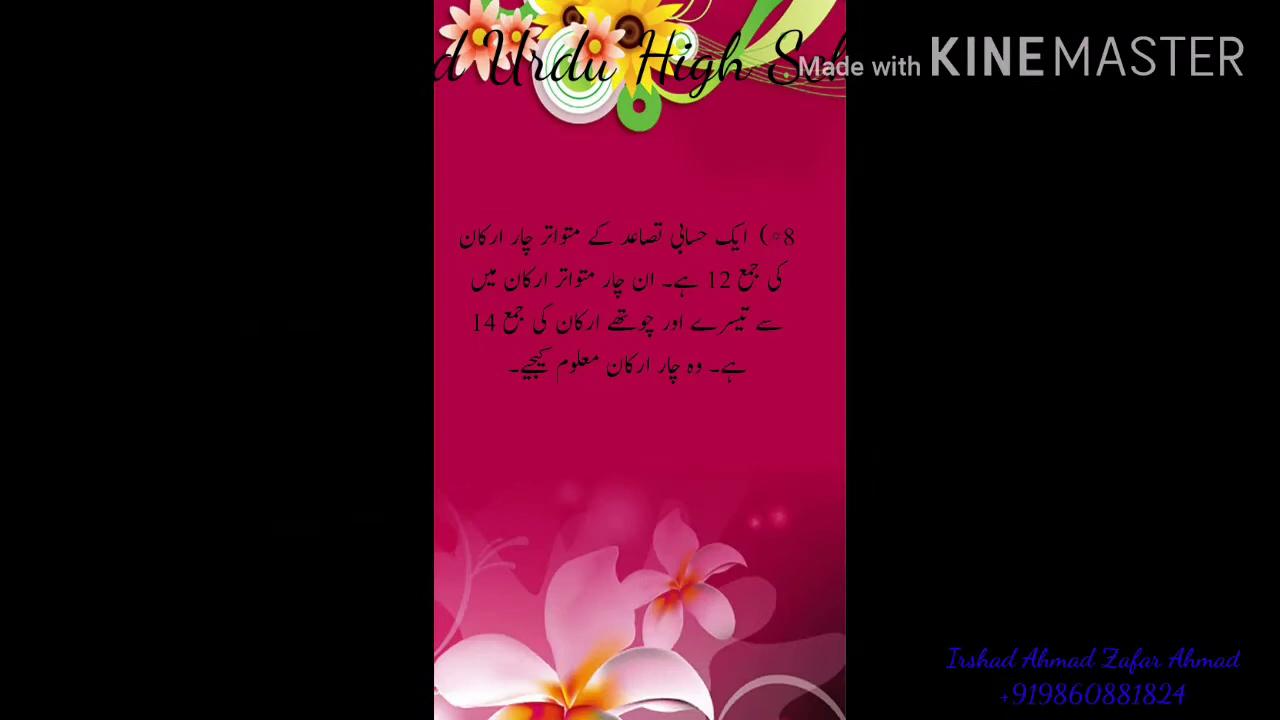 d Urdu High Sch
Made with KINEMASTER
8*) ایک حسابی تصاعد کے متواتر چار ارکان
کی جمع 12 ہے۔ ان چار متواتر ارکان میں
سے تیسرے اور چوتھے ارکان کی جمع 14
ہے۔ وہ چار ارکان معلوم کیجیے۔
Irshad Ahmad Zafar Ahmad
+919860881824